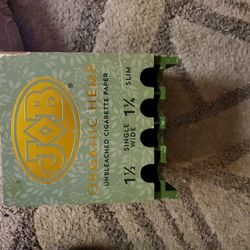 JOB®
ORGANIC HEMP
UNBLEACHED CIGARETTE PAPER
1½
SINGLE
WIDE
1¼
SLIM